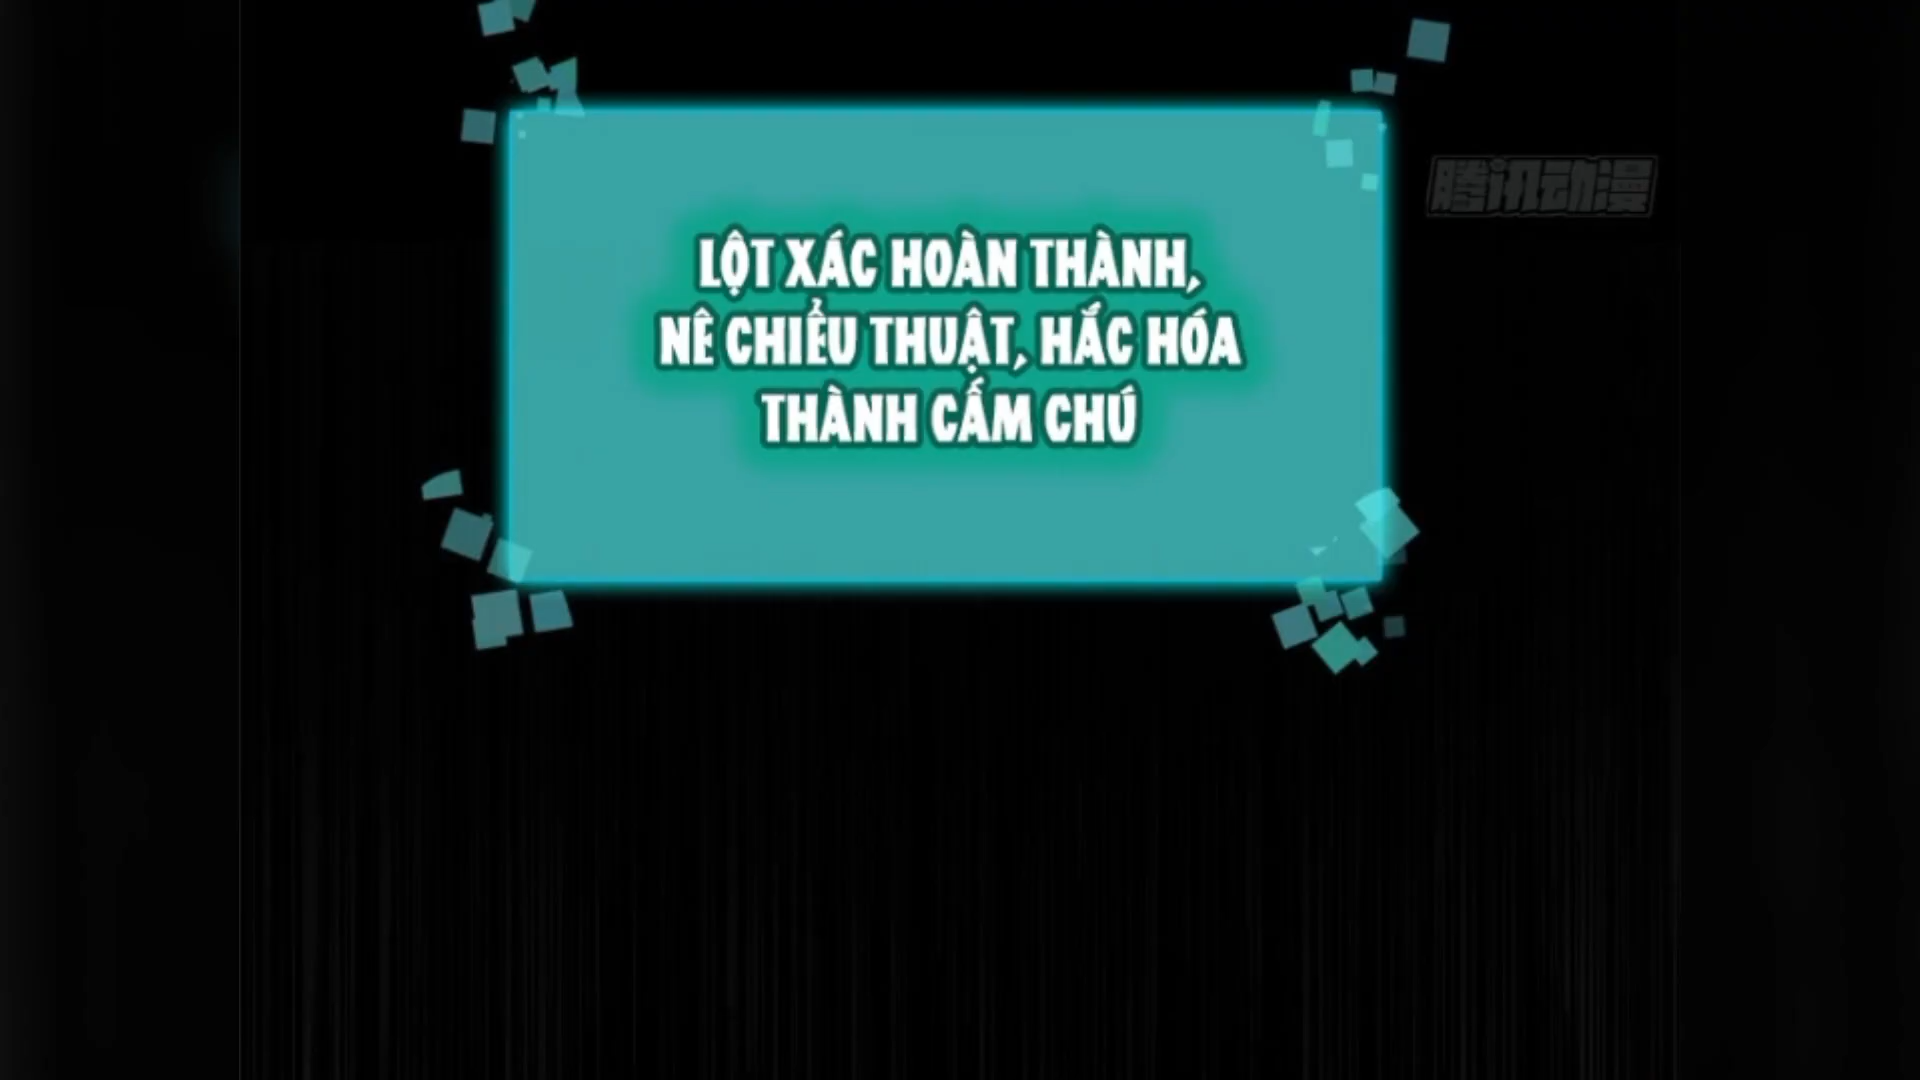 LỘT XÁC HOÀN THÀNH,
NÊ CHIỂU THUẬT, HẮC HÓA
THÀNH CẤM CHÚ
腾讯动漫